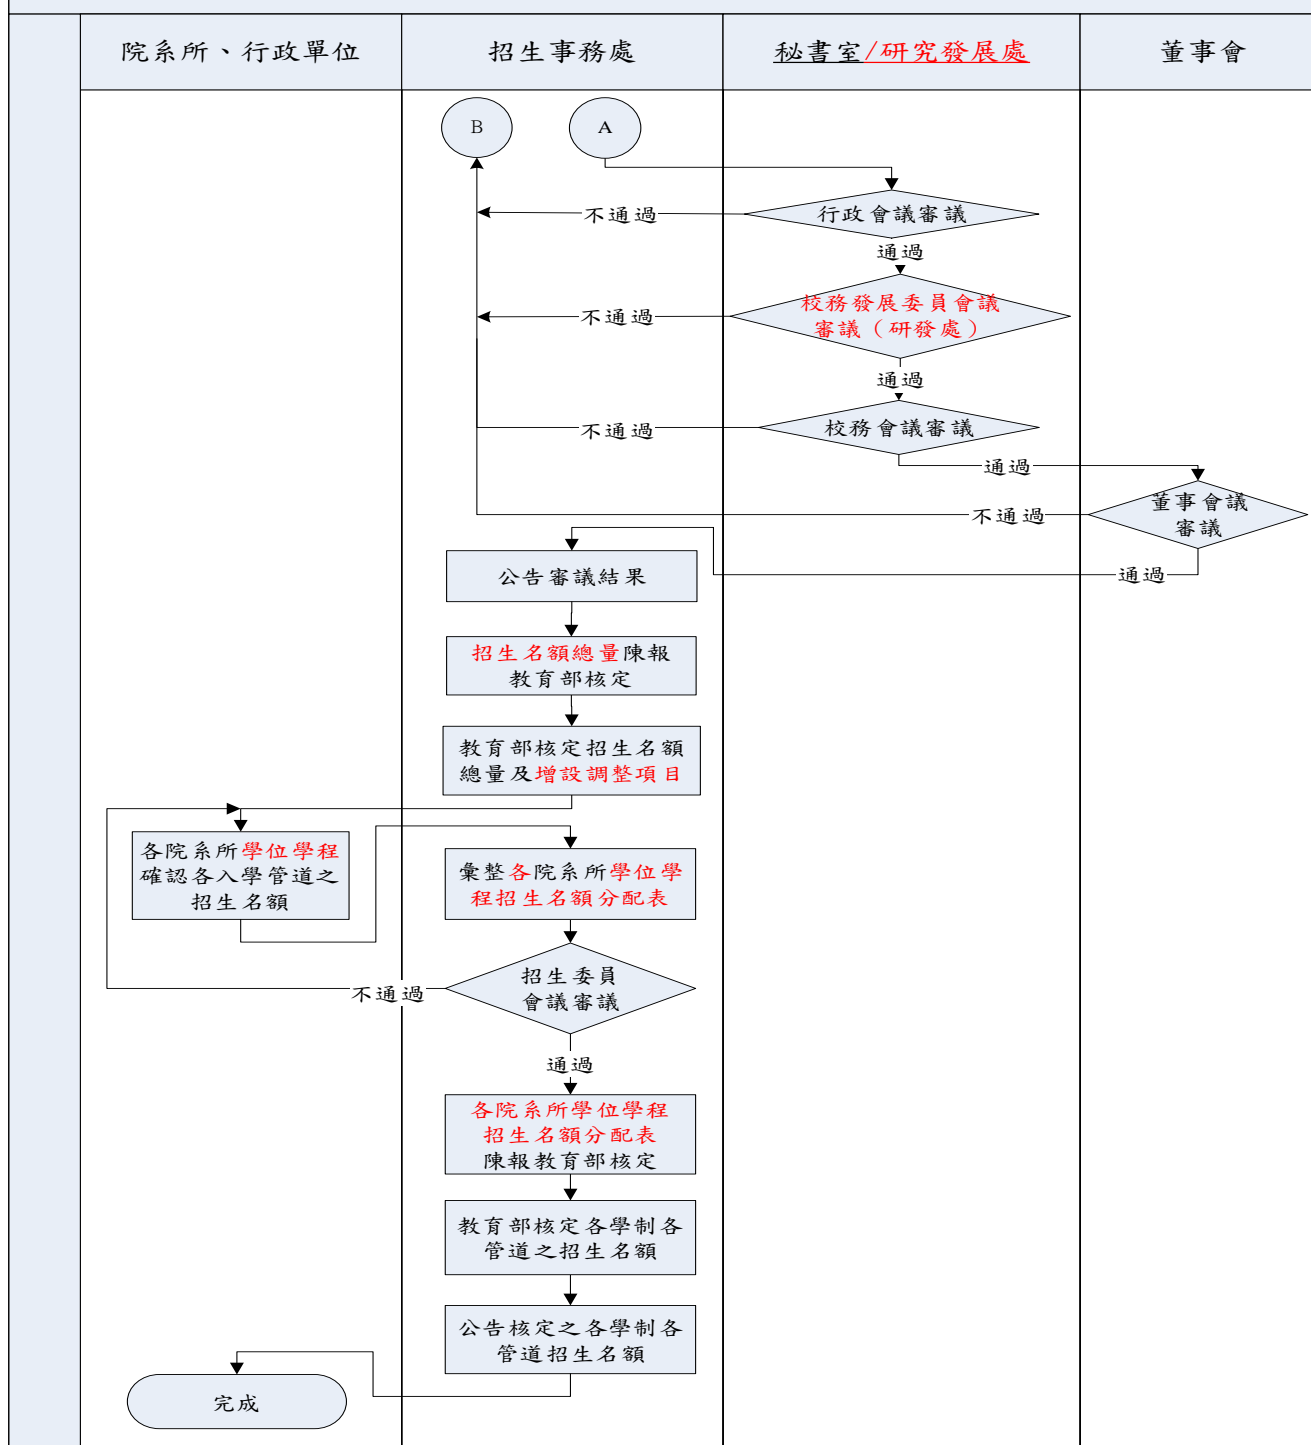 院系所、行政單位
招生事務處
秘書室/研究發展處
董事會
B
A
行政會議審議
不通過
通過
校務發展委員會議
審議（研發處）
不通過
通過
校務會議審議
不通過
通過
董事會議
審議
不通過
通過
公告審議結果
招生名額總量陳報
教育部核定
教育部核定招生名額
總量及增設調整項目
各院系所學位學程
確認各入學管道之
招生名額
彙整各院系所學位學
程招生名額分配表
招生委員
會議審議
不通過
通過
各院系所學位學程
招生名額分配表
陳報教育部核定
教育部核定各學制各
管道之招生名額
公告核定之各學制各
管道招生名額
完成